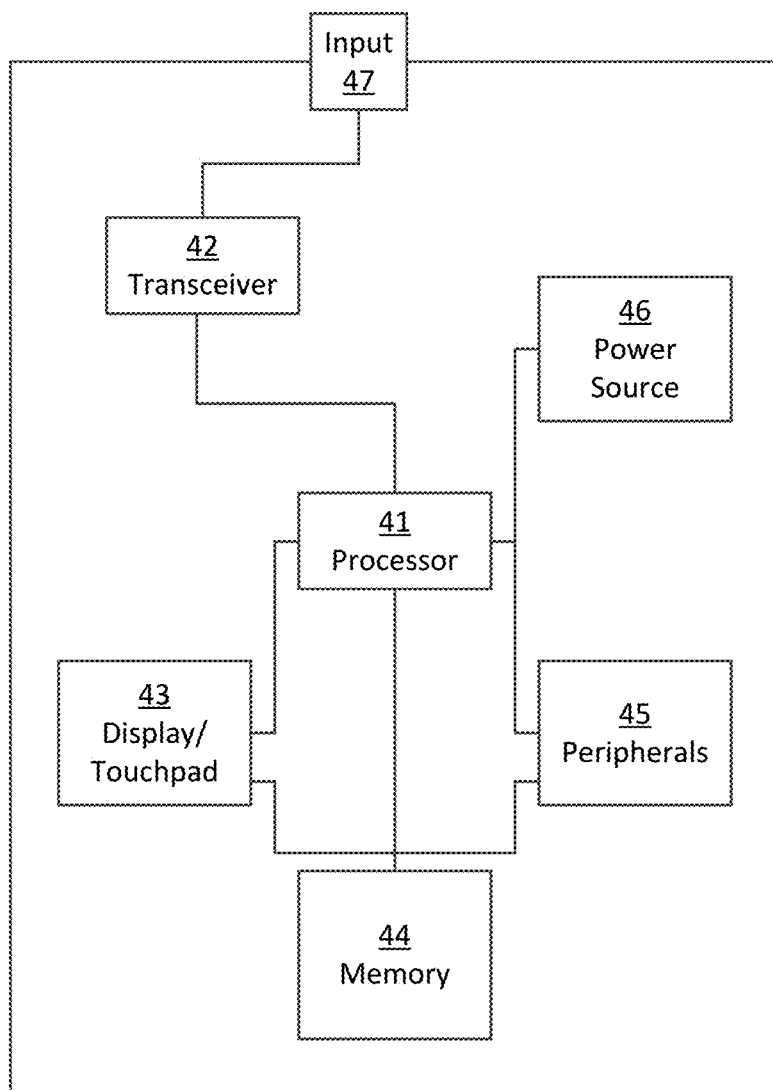 Input
47
42
Transceiver
46
Power
Source
41
Processor
43
Display/
Touchpad
45
Peripherals
44
Memory